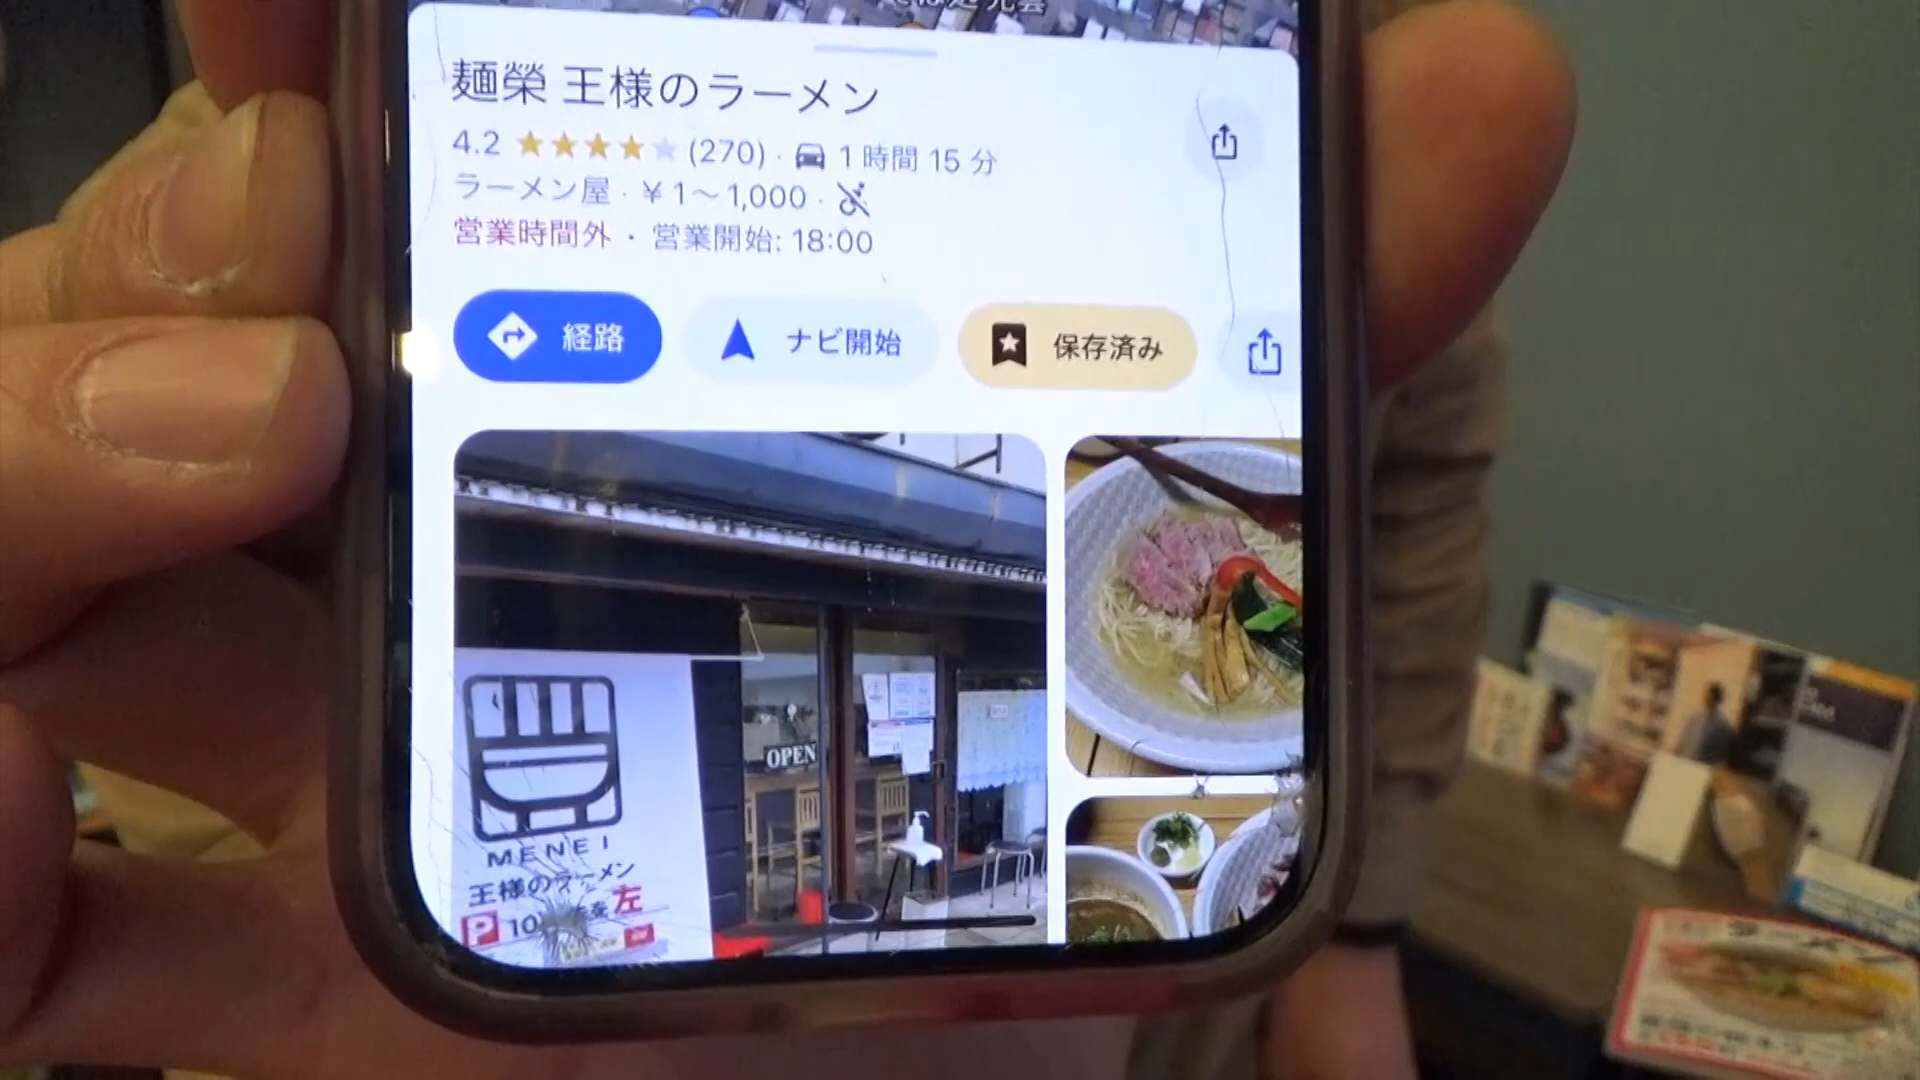 麺榮 王様のラーメン
4.2 ★★★★★ (270) · 1 時間 15 分
ラーメン屋 · ￥1～1,000 ·
営業時間外 · 営業開始: 18:00
経路
ナビ開始
保存済み
OPEN
MENEI
王様のラーメン
P 10
左